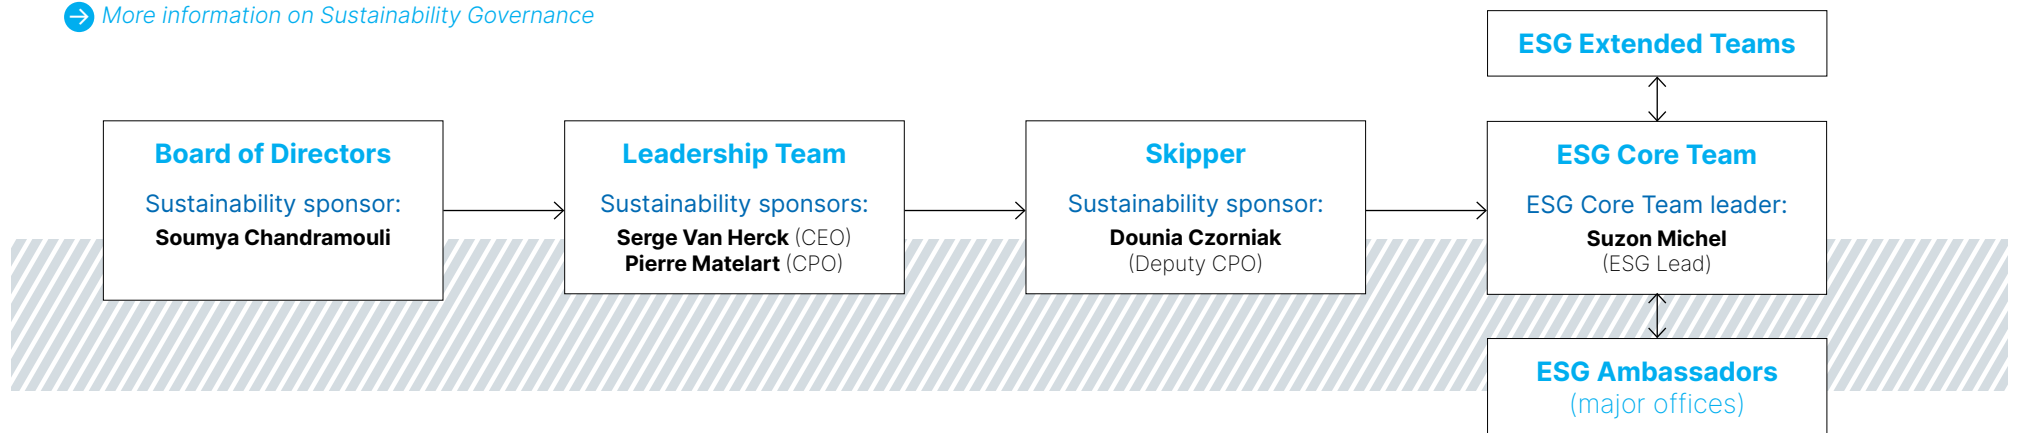 More information on Sustainability Governance
ESG Extended Teams
Board of Directors
Sustainability sponsor:
Soumya Chandramouli
Leadership Team
Sustainability sponsors:
Serge Van Herck (CEO)
Pierre Matelart (CPO)
Skipper
Sustainability sponsor:
Dounia Czorniak
(Deputy CPO)
ESG Core Team
ESG Core Team leader:
Suzon Michel
(ESG Lead)
ESG Ambassadors
(major offices)